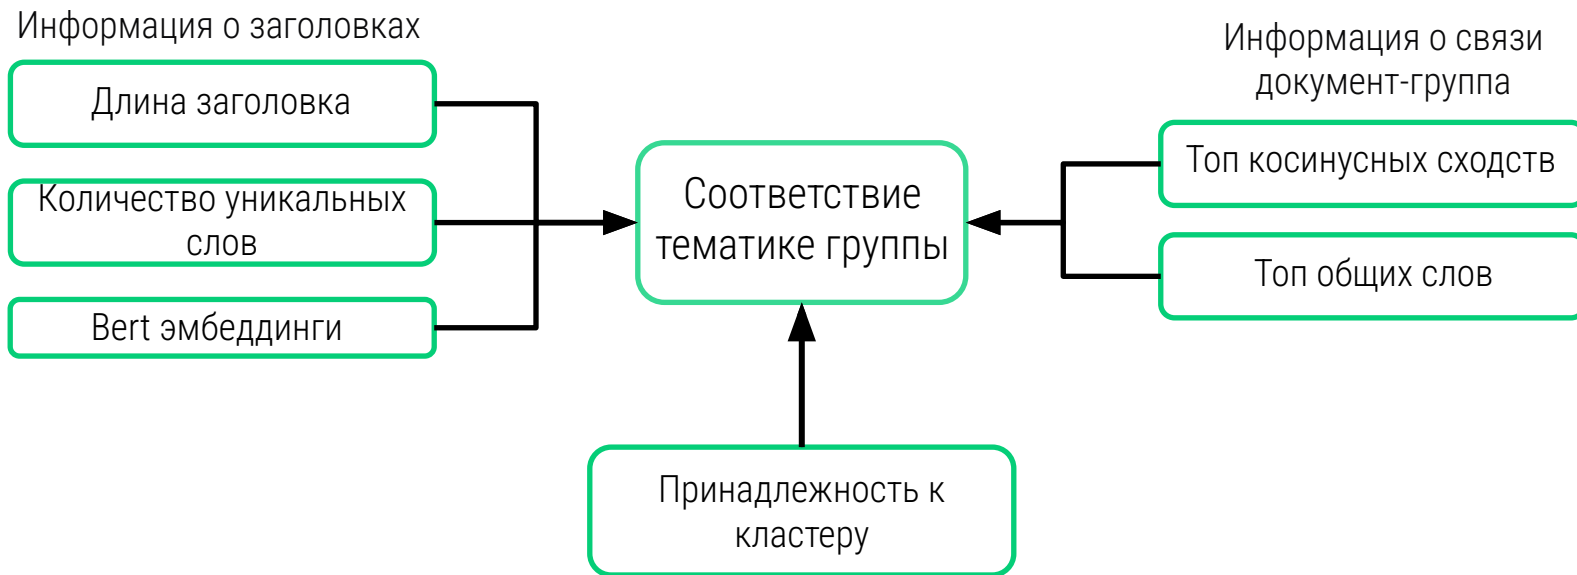 Информация о заголовках
Длина заголовка
Количество уникальных
слов
Bert эмбеддинги
Соответствие
тематике группы
Принадлежность к
кластеру
Информация о связи
документ-группа
Топ косинусных сходств
Топ общих слов